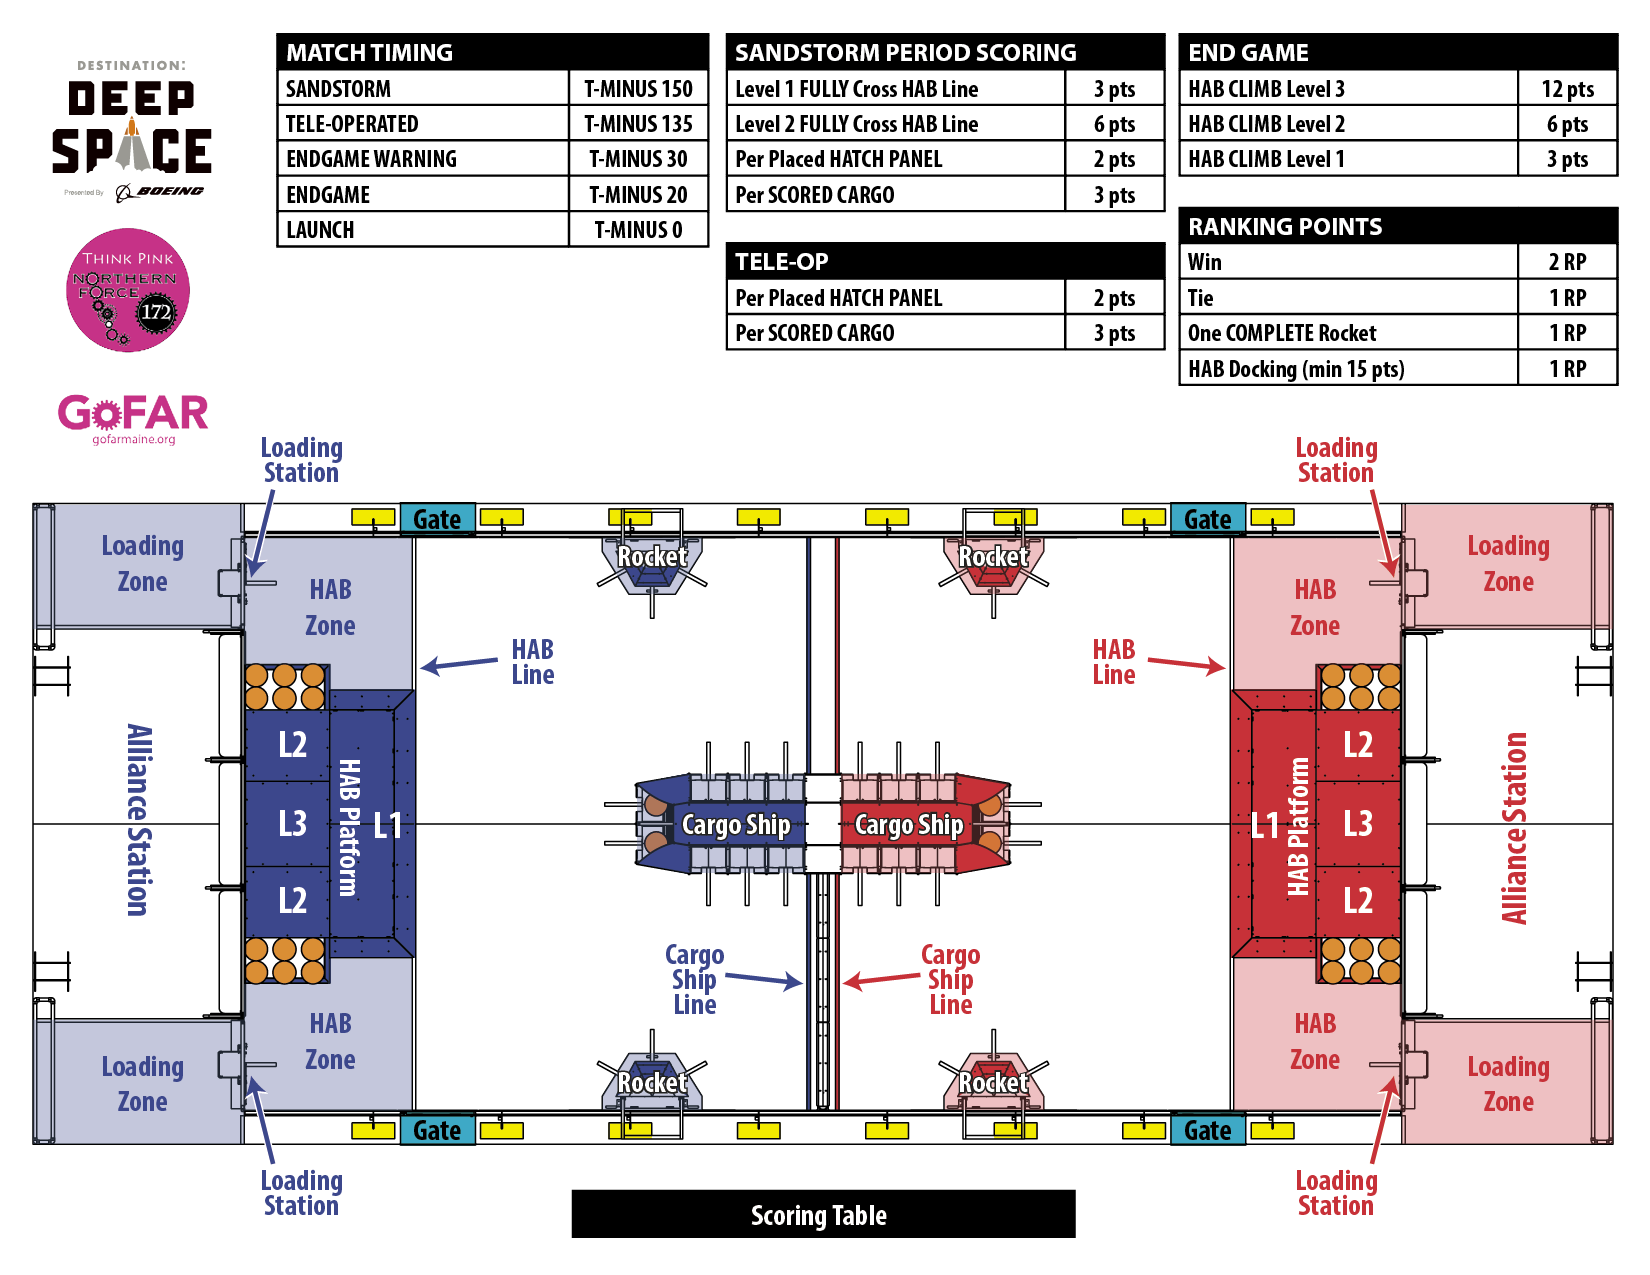 DESTINATION:
DEEP
SPACE
Presented By BOEING
THINK PINK
NORTHERN
FORCE
172
GOFAR
gofarmaine.org
MATCH TIMING
SANDSTORM T-MINUS 150
TELE-OPERATED T-MINUS 135
ENDGAME WARNING T-MINUS 30
ENDGAME T-MINUS 20
LAUNCH T-MINUS 0
SANDSTORM PERIOD SCORING
Level 1 FULLY Cross HAB Line 3 pts
Level 2 FULLY Cross HAB Line 6 pts
Per Placed HATCH PANEL 2 pts
Per SCORED CARGO 3 pts
TELE-OP
Per Placed HATCH PANEL 2 pts
Per SCORED CARGO 3 pts
END GAME
HAB CLIMB Level 3 12 pts
HAB CLIMB Level 2 6 pts
HAB CLIMB Level 1 3 pts
RANKING POINTS
Win 2 RP
Tie 1 RP
One COMPLETE Rocket 1 RP
HAB Docking (min 15 pts) 1 RP
Loading
Station
Loading
Station
Gate
Gate
Loading
Zone
HAB
Zone
Rocket
Rocket
HAB
Zone
Loading
Zone
HAB
Line
HAB
Line
Alliance Station
L2
L3
L2
HAB Platform
L1
Cargo Ship
Cargo Ship
L1
HAB Platform
L2
L3
L2
Alliance Station
Cargo
Ship
Line
Cargo
Ship
Line
Loading
Zone
HAB
Zone
Rocket
Rocket
HAB
Zone
Loading
Zone
Gate
Gate
Loading
Station
Loading
Station
Scoring Table